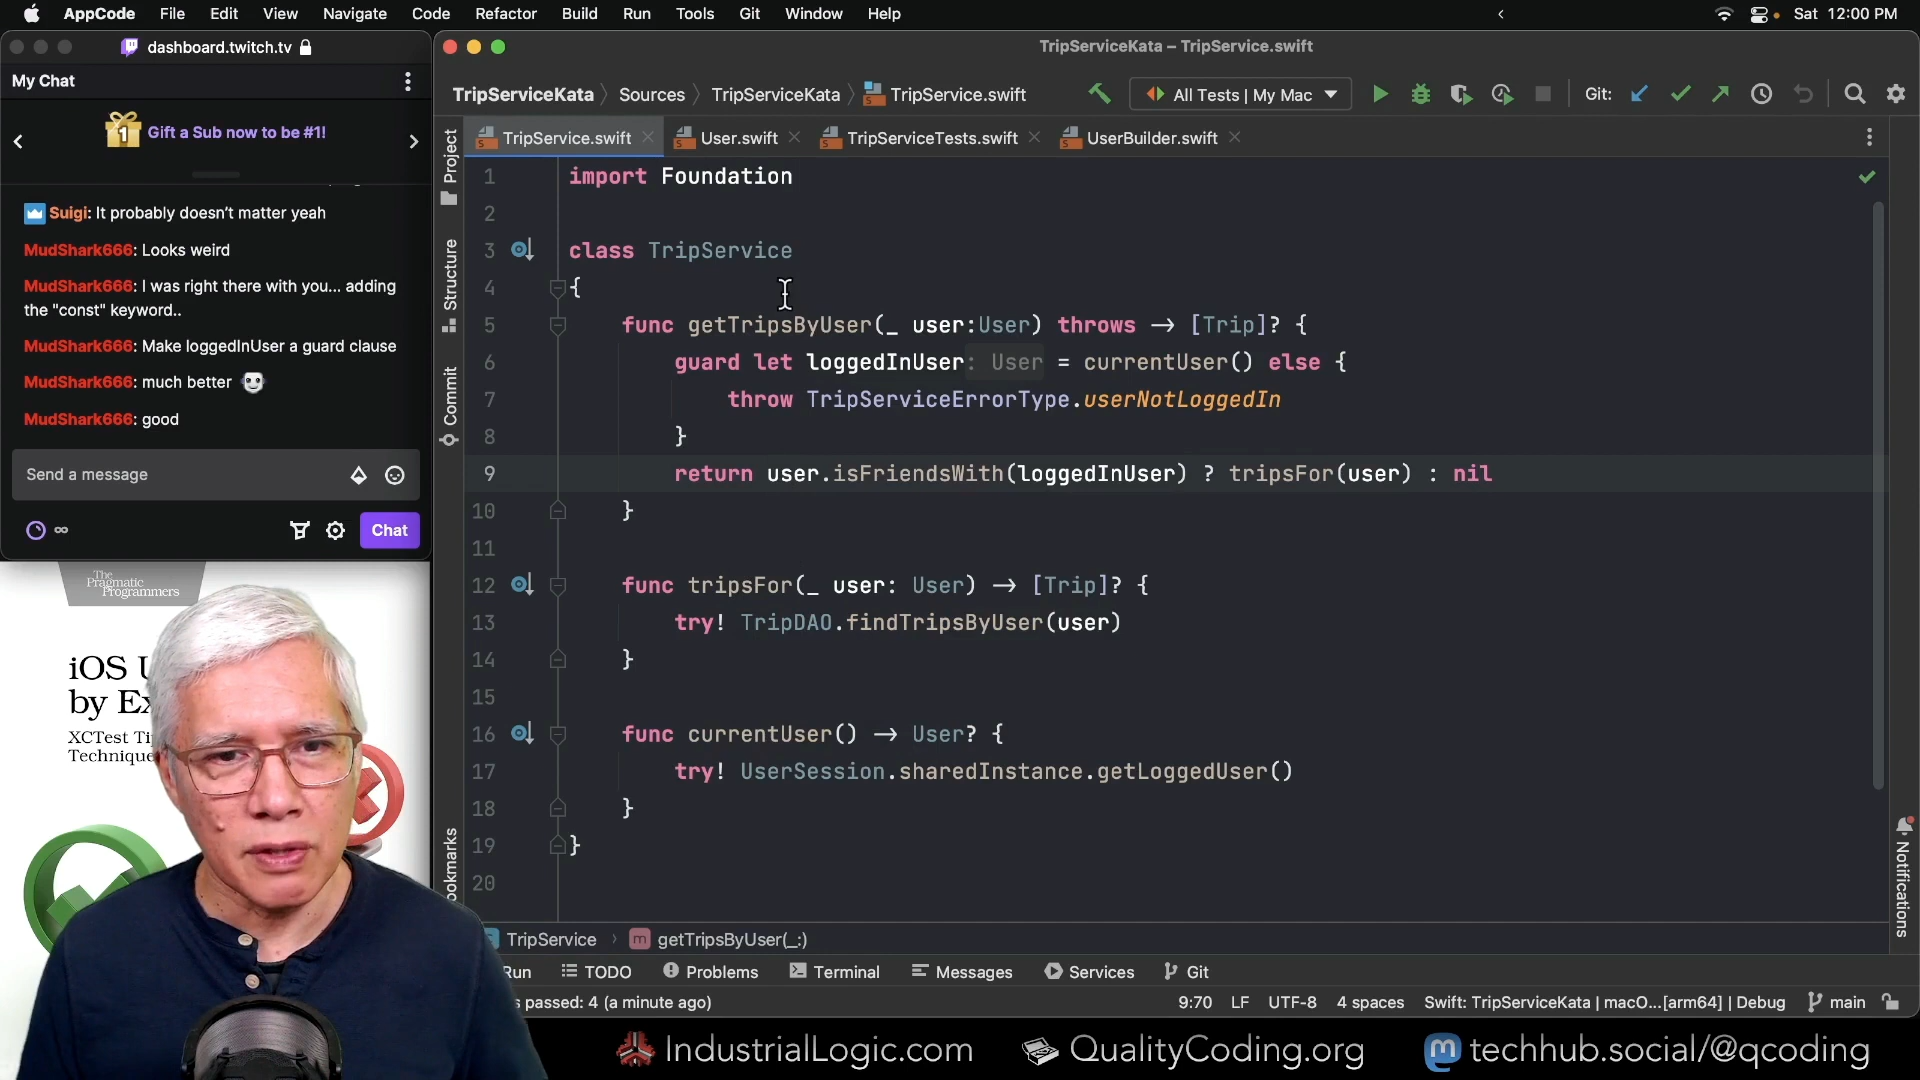 AppCode File Edit View Navigate Code Refactor Build Run Tools Git Window Help
Sat 12:00 PM
dashboard.twitch.tv
My Chat
1 Gift a Sub now to be #1!
Suigi: It probably doesn't matter yeah
MudShark666: Looks weird
MudShark666: I was right there with you... adding
the "const" keyword..
MudShark666: Make loggedInUser a guard clause
MudShark666: much better
MudShark666: good
Send a message
∞ Chat
The
Pragmatic
Programmers
iOS U
by Ex
XCTest Ti
Technique
TripServiceKata – TripService.swift
TripServiceKata Sources TripServiceKata TripService.swift
All Tests | My Mac
Git:
TripService.swift User.swift TripServiceTests.swift UserBuilder.swift
Project
Structure
Commit
ookmarks
1 import Foundation
2
3 class TripService
4 {
5 func getTripsByUser(_ user:User) throws → [Trip]? {
6 guard let loggedInUser: User = currentUser() else {
7 throw TripServiceErrorType.userNotLoggedIn
8 }
9 return user.isFriendsWith(loggedInUser) ? tripsFor(user) : nil
10 }
11
12 func tripsFor(_ user: User) → [Trip]? {
13 try! TripDAO.findTripsByUser(user)
14 }
15
16 func currentUser() → User? {
17 try! UserSession.sharedInstance.getLoggedUser()
18 }
19 }
20
Notifications
TripService getTripsByUser(_:)
Run TODO Problems Terminal Messages Services Git
s passed: 4 (a minute ago)
9:70 LF UTF-8 4 spaces Swift: TripServiceKata | macO...[arm64] | Debug main
IndustrialLogic.com QualityCoding.org techhub.social/@qcoding